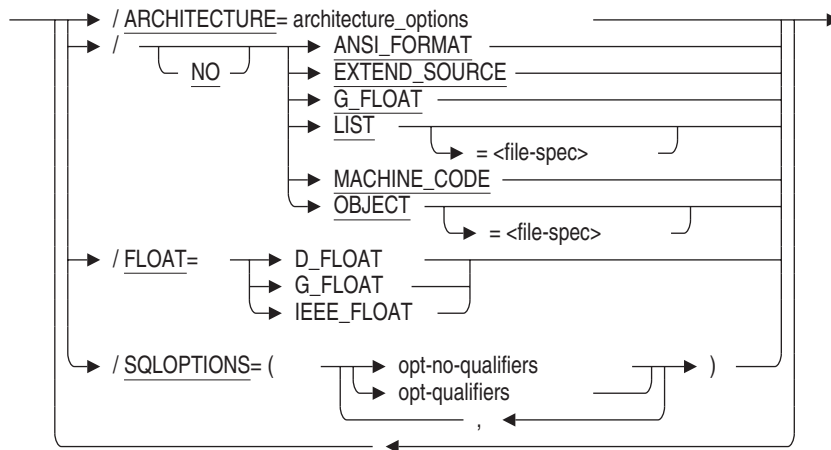 / ARCHITECTURE= architecture_options
/ ANSI_FORMAT
NO EXTEND_SOURCE
G_FLOAT
LIST
= <file-spec>
MACHINE_CODE
OBJECT
= <file-spec>
/ FLOAT= D_FLOAT
G_FLOAT
IEEE_FLOAT
/ SQLOPTIONS= ( opt-no-qualifiers )
opt-qualifiers
,